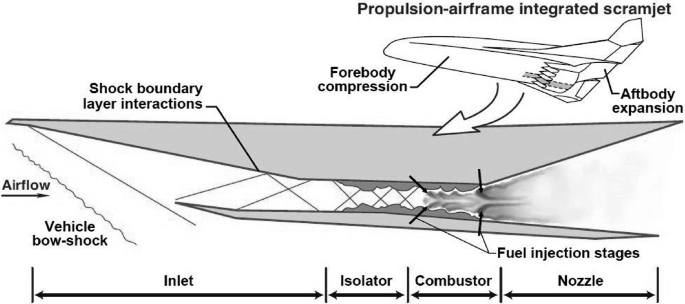 Propulsion-airframe integrated scramjet
Forebody
compression
Aftbody
expansion
Shock boundary
layer interactions
Airflow
Vehicle
bow-shock
Fuel injection stages
Inlet
Isolator
Combustor
Nozzle